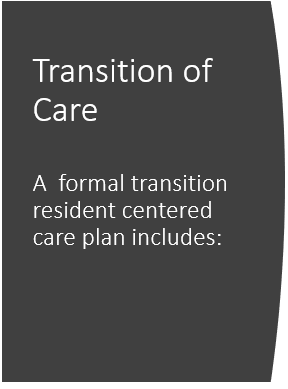 Transition of
Care
A  formal transition
resident centered
care plan includes: